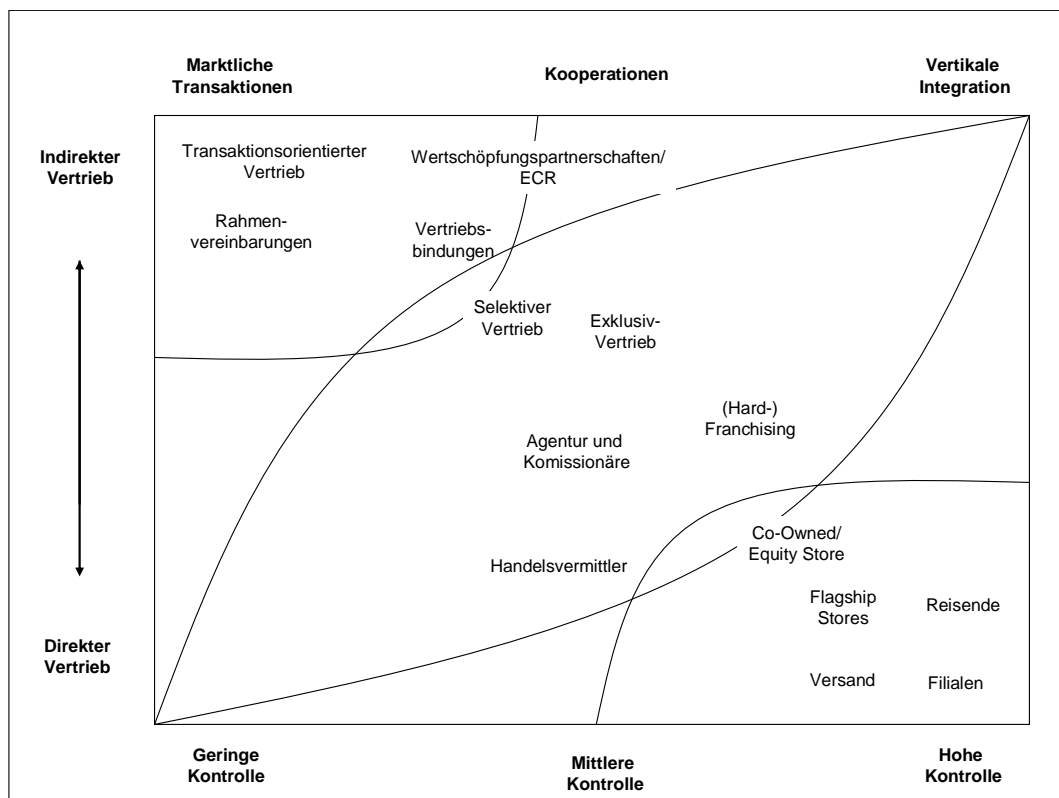 Marktliche
Transaktionen
Kooperationen
Vertikale
Integration
Indirekter
Vertrieb
Transaktionsorientierter
Vertrieb
Wertschöpfungspartnerschaften/
ECR
Rahmen-
vereinbarungen
Vertriebs-
bindungen
Selektiver
Vertrieb
Exklusiv-
Vertrieb
(Hard-)
Franchising
Agentur und
Komissionäre
Co-Owned/
Equity Store
Handelsvermittler
Flagship
Stores
Reisende
Direkter
Vertrieb
Versand
Filialen
Geringe
Kontrolle
Mittlere
Kontrolle
Hohe
Kontrolle